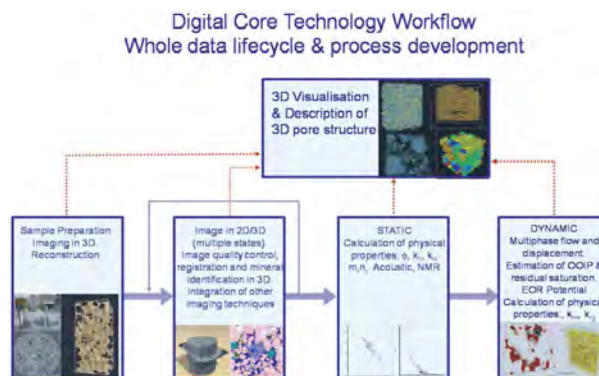 Digital Core Technology Workflow
Whole data lifecycle & process development
3D Visualisation
& Description of
3D pore structure
Sample Preparation
Imaging in 3D.
Reconstruction
Image in 2D/3D
(multiple states).
Image quality control,
registration and mineral
identification in 3D.
Integration of other
imaging techniques
STATIC
Calculation of physical
properties,
Acoustic, NMR
DYNAMIC
Multiphase flow and
displacement.
Estimation of OOIP &
residual saturation.
EOR Potential
Calculation of physical
properties:,